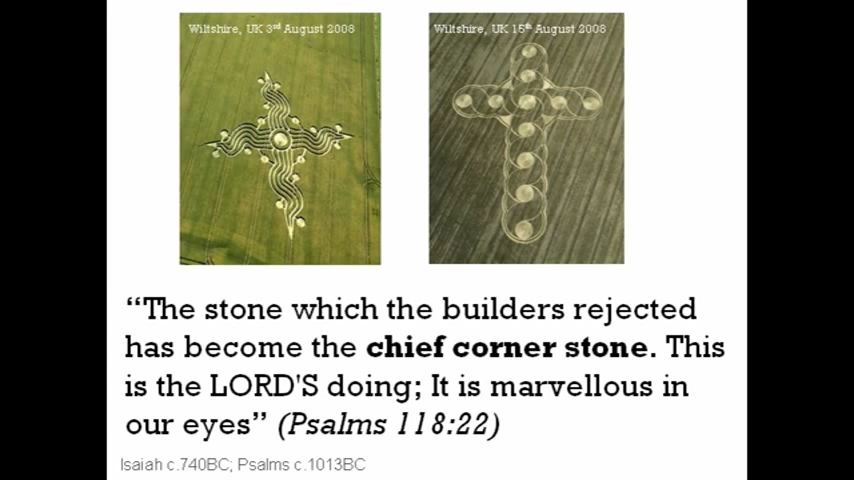 Wiltshire, UK 3rd August 2008
Wiltshire, UK 15th August 2008
“The stone which the builders rejected
has become the chief corner stone. This
is the LORD'S doing; It is marvellous in
our eyes” (Psalms 118:22)
Isaiah c.740BC; Psalms c.1013BC